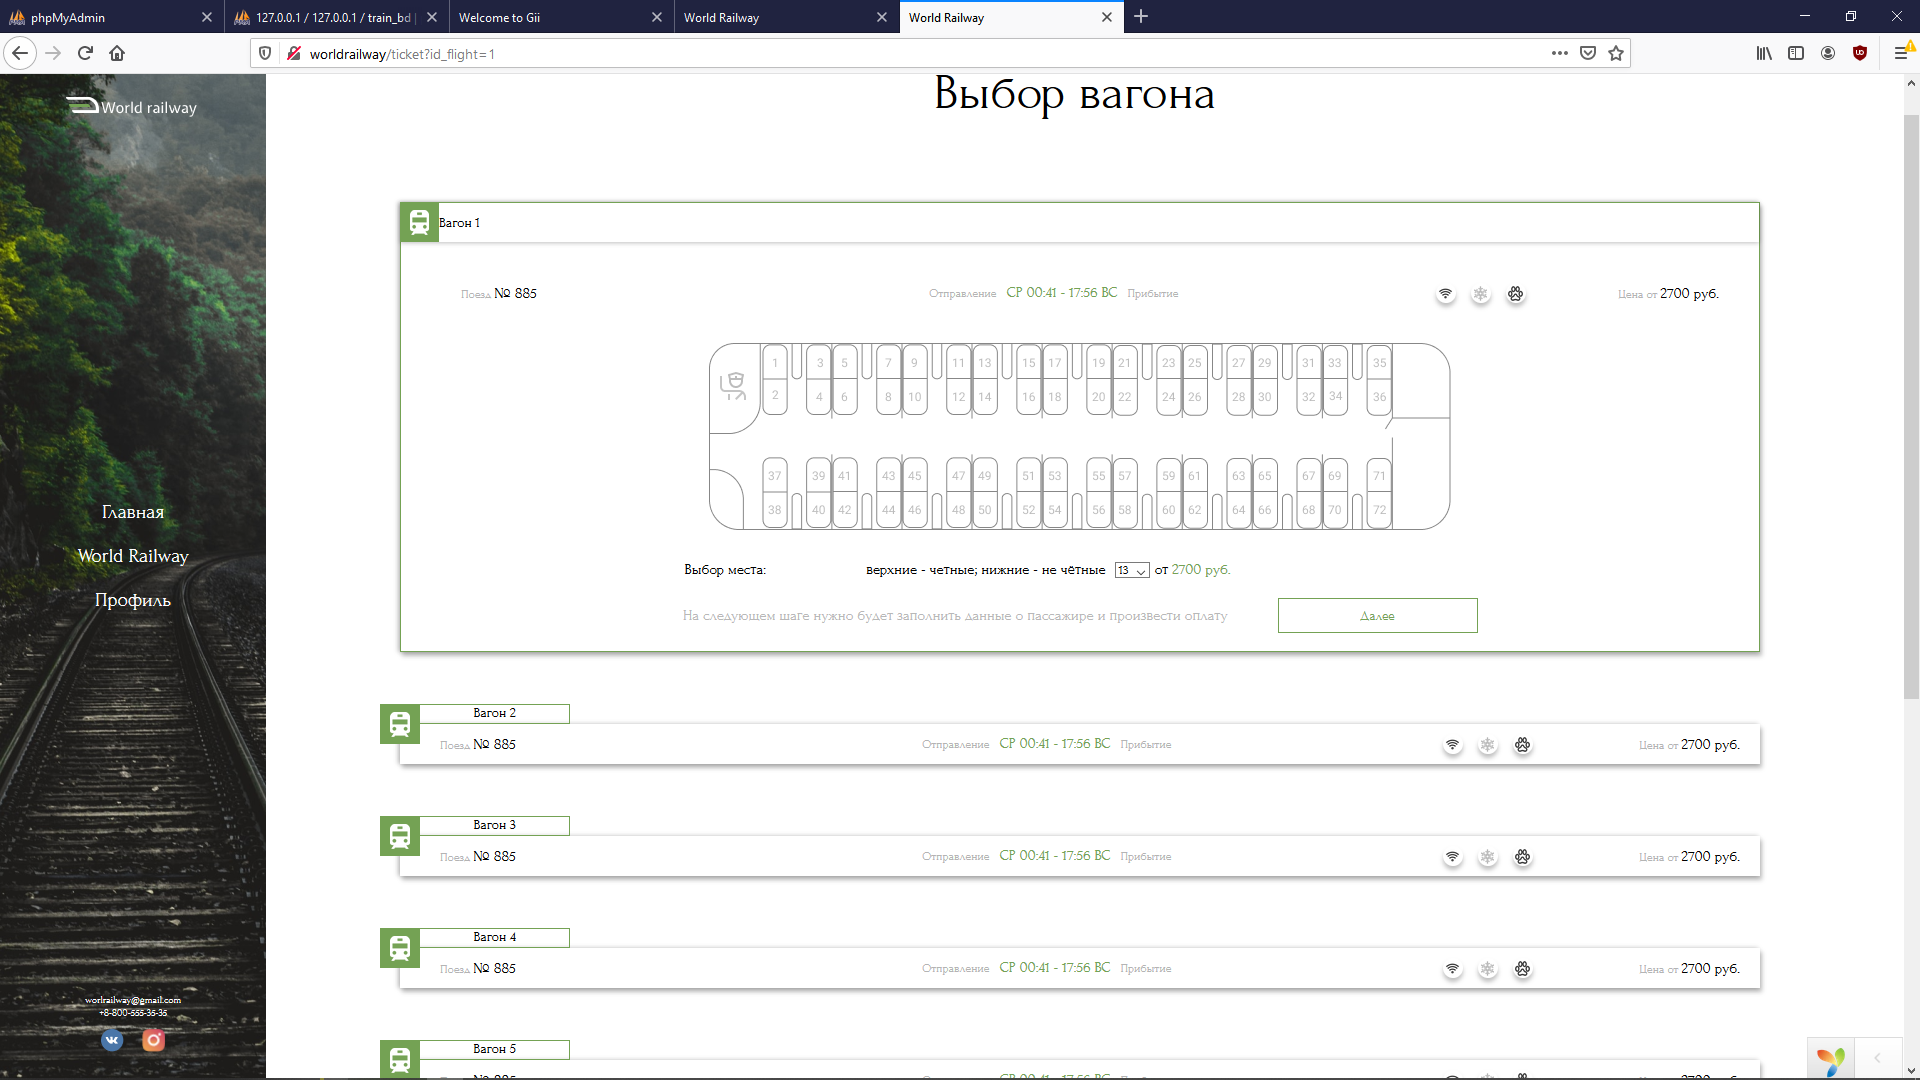 phpMyAdmin
127.0.0.1 / 127.0.0.1 / train_bd |
Welcome to Gii
World Railway
World Railway
worldrailway/ticket?id_flight=1
World railway
Главная
World Railway
Профиль
worlrailway@gmail.com
+8-800-555-35-35
Выбор вагона
Вагон 1
Поезд № 885
Отправление СР 00:41 - 17:56 ВС Прибытие
Цена от 2700 руб.
1 3 5 7 9 11 13 15 17 19 21 23 25 27 29 31 33 35
2 4 6 8 10 12 14 16 18 20 22 24 26 28 30 32 34 36
37 39 41 43 45 47 49 51 53 55 57 59 61 63 65 67 69 71
38 40 42 44 46 48 50 52 54 56 58 60 62 64 66 68 70 72
Выбор места: верхние - четные; нижние - не чётные 13 от 2700 руб.
На следующем шаге нужно будет заполнить данные о пассажире и произвести оплату
Далее
Вагон 2
Поезд № 885
Отправление СР 00:41 - 17:56 ВС Прибытие
Цена от 2700 руб.
Вагон 3
Поезд № 885
Отправление СР 00:41 - 17:56 ВС Прибытие
Цена от 2700 руб.
Вагон 4
Поезд № 885
Отправление СР 00:41 - 17:56 ВС Прибытие
Цена от 2700 руб.
Вагон 5